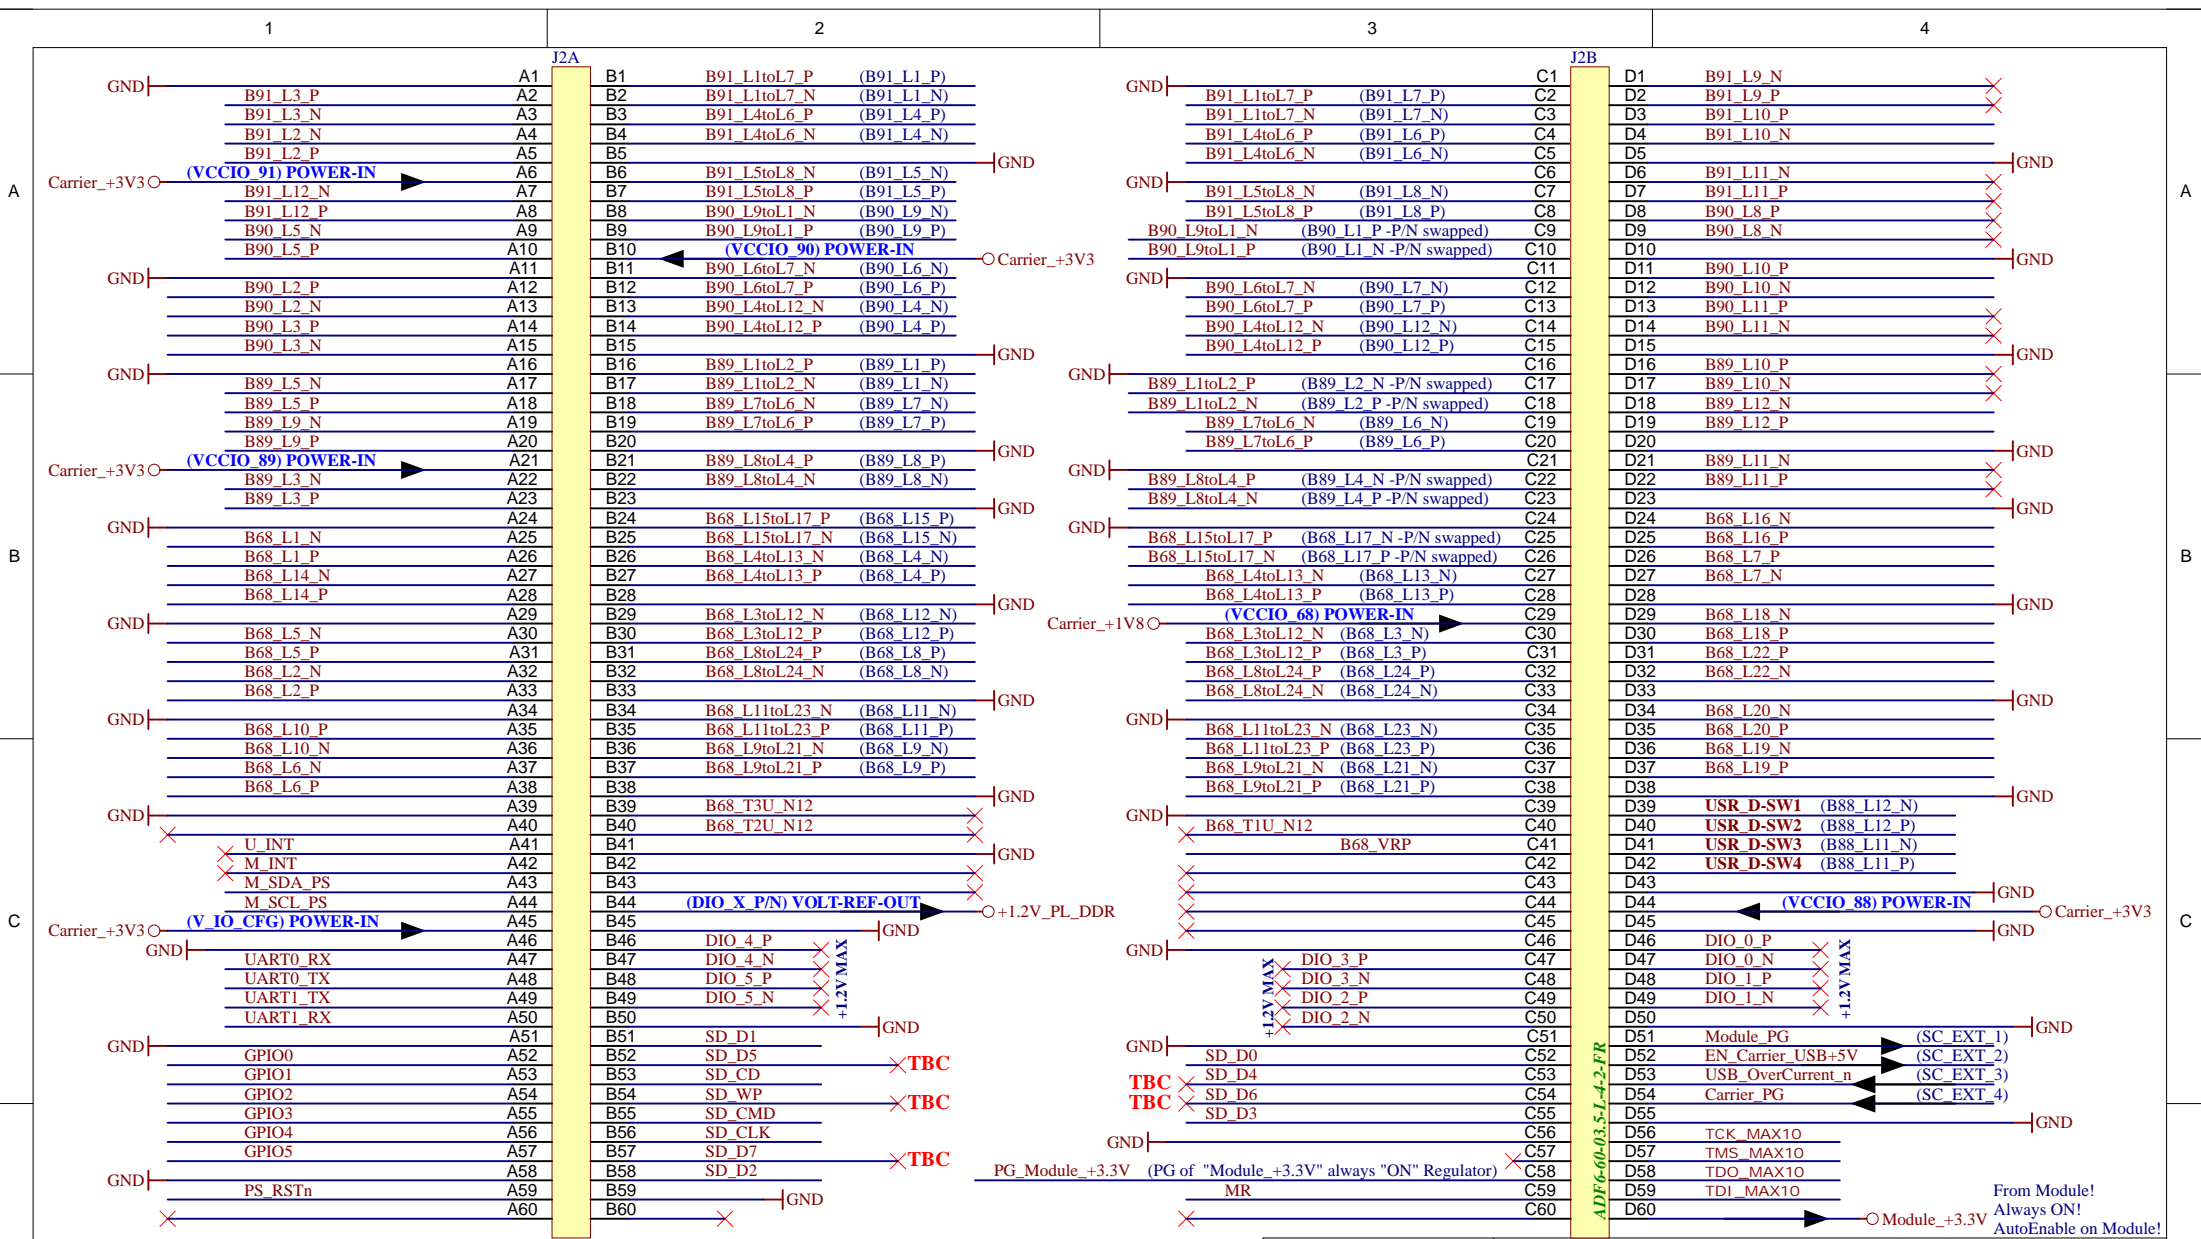 1 2 3 4
J2A J2B
GND A1 B1 B91_L1toL7_P (B91_L1_P) GND C1 D1 B91_L9_N
B91_L3_P A2 B2 B91_L1toL7_N (B91_L1_N) B91_L1toL7_P (B91_L7_P) C2 D2 B91_L9_P
B91_L3_N A3 B3 B91_L4toL6_P (B91_L4_P) B91_L1toL7_N (B91_L7_N) C3 D3 B91_L10_P
B91_L2_N A4 B4 B91_L4toL6_N (B91_L4_N) B91_L4toL6_P (B91_L6_P) C4 D4 B91_L10_N
B91_L2_P A5 B5 GND B91_L4toL6_N (B91_L6_N) C5 D5 GND
Carrier_+3V3 (VCCIO_91) POWER-IN A6 B6 B91_L5toL8_N (B91_L5_N) GND C6 D6 B91_L11_N
A B91_L12_N A7 B7 B91_L5toL8_P (B91_L5_P) B91_L5toL8_N (B91_L8_N) C7 D7 B91_L11_P A
B91_L12_P A8 B8 B90_L9toL1_N (B90_L9_N) B91_L5toL8_P (B91_L8_P) C8 D8 B90_L8_P
B90_L5_N A9 B9 B90_L9toL1_P (B90_L9_P) B90_L9toL1_N (B90_L1_P -P/N swapped) C9 D9 B90_L8_N
B90_L5_P A10 B10 (VCCIO_90) POWER-IN Carrier_+3V3 B90_L9toL1_P (B90_L1_N -P/N swapped) C10 D10 GND
GND A11 B11 B90_L6toL7_N (B90_L6_N) GND C11 D11 B90_L10_P
B90_L2_P A12 B12 B90_L6toL7_P (B90_L6_P) B90_L6toL7_N (B90_L7_N) C12 D12 B90_L10_N
B90_L2_N A13 B13 B90_L4toL12_N (B90_L4_N) B90_L6toL7_P (B90_L7_P) C13 D13 B90_L11_P
B90_L3_P A14 B14 B90_L4toL12_P (B90_L4_P) B90_L4toL12_N (B90_L12_N) C14 D14 B90_L11_N
B90_L3_N A15 B15 GND B90_L4toL12_P (B90_L12_P) C15 D15 GND
GND A16 B16 B89_L1toL2_P (B89_L1_P) GND C16 D16 B89_L10_P
B89_L5_N A17 B17 B89_L1toL2_N (B89_L1_N) B89_L1toL2_P (B89_L2_N -P/N swapped) C17 D17 B89_L10_N
B89_L5_P A18 B18 B89_L7toL6_N (B89_L7_N) B89_L1toL2_N (B89_L2_P -P/N swapped) C18 D18 B89_L12_N
B89_L9_N A19 B19 B89_L7toL6_P (B89_L7_P) B89_L7toL6_N (B89_L6_N) C19 D19 B89_L12_P
B89_L9_P A20 B20 GND B89_L7toL6_P (B89_L6_P) C20 D20 GND
Carrier_+3V3 (VCCIO_89) POWER-IN A21 B21 B89_L8toL4_P (B89_L8_P) GND C21 D21 B89_L11_N
B89_L3_N A22 B22 B89_L8toL4_N (B89_L8_N) B89_L8toL4_P (B89_L4_N -P/N swapped) C22 D22 B89_L11_P
B89_L3_P A23 B23 GND B89_L8toL4_N (B89_L4_P -P/N swapped) C23 D23 GND
GND A24 B24 B68_L15toL17_P (B68_L15_P) GND C24 D24 B68_L16_N
B68_L1_N A25 B25 B68_L15toL17_N (B68_L15_N) B68_L15toL17_P (B68_L17_N -P/N swapped) C25 D25 B68_L16_P
B B68_L1_P A26 B26 B68_L4toL13_N (B68_L4_N) B68_L15toL17_N (B68_L17_P -P/N swapped) C26 D26 B68_L7_P B
B68_L14_N A27 B27 B68_L4toL13_P (B68_L4_P) B68_L4toL13_N (B68_L13_N) C27 D27 B68_L7_N
B68_L14_P A28 B28 GND B68_L4toL13_P (B68_L13_P) C28 D28 GND
GND A29 B29 B68_L3toL12_N (B68_L12_N) Carrier_+1V8 (VCCIO_68) POWER-IN C29 D29 B68_L18_N
B68_L5_N A30 B30 B68_L3toL12_P (B68_L12_P) B68_L3toL12_N (B68_L3_N) C30 D30 B68_L18_P
B68_L5_P A31 B31 B68_L8toL24_P (B68_L8_P) B68_L3toL12_P (B68_L3_P) C31 D31 B68_L22_P
B68_L2_N A32 B32 B68_L8toL24_N (B68_L8_N) B68_L8toL24_P (B68_L24_P) C32 D32 B68_L22_N
B68_L2_P A33 B33 GND B68_L8toL24_N (B68_L24_N) C33 D33 GND
GND A34 B34 B68_L11toL23_N (B68_L11_N) GND C34 D34 B68_L20_N
B68_L10_P A35 B35 B68_L11toL23_P (B68_L11_P) B68_L11toL23_N (B68_L23_N) C35 D35 B68_L20_P
B68_L10_N A36 B36 B68_L9toL21_N (B68_L9_N) B68_L11toL23_P (B68_L23_P) C36 D36 B68_L19_N
B68_L6_N A37 B37 B68_L9toL21_P (B68_L9_P) B68_L9toL21_N (B68_L21_N) C37 D37 B68_L19_P
B68_L6_P A38 B38 GND B68_L9toL21_P (B68_L21_P) C38 D38 GND
GND A39 B39 B68_T3U_N12 GND C39 D39 USR_D-SW1 (B88_L12_N)
A40 B40 B68_T2U_N12 B68_T1U_N12 C40 D40 USR_D-SW2 (B88_L12_P)
U_INT A41 B41 GND B68_VRP C41 D41 USR_D-SW3 (B88_L11_N)
M_INT A42 B42 C42 D42 USR_D-SW4 (B88_L11_P)
M_SDA_PS A43 B43 C43 D43 GND
M_SCL_PS A44 B44 (DIO_X_P/N) VOLT-REF-OUT +1.2V_PL_DDR C44 D44 (VCCIO_88) POWER-IN Carrier_+3V3
C Carrier_+3V3 (V_IO_CFG) POWER-IN A45 B45 GND C45 D45 GND C
GND A46 B46 DIO_4_P GND C46 D46 DIO_0_P
UART0_RX A47 B47 DIO_4_N DIO_3_P C47 D47 DIO_0_N
UART0_TX A48 B48 DIO_5_P +1.2V MAX +1.2V MAX DIO_3_N C48 D48 DIO_1_P +1.2V MAX
UART1_TX A49 B49 DIO_5_N DIO_2_P C49 D49 DIO_1_N
UART1_RX A50 B50 GND DIO_2_N C50 D50 GND
GND A51 B51 SD_D1 GND C51 D51 Module_PG (SC_EXT_1)
GPIO0 A52 B52 SD_D5 TBC SD_D0 C52 D52 EN_Carrier_USB+5V (SC_EXT_2)
GPIO1 A53 B53 SD_CD TBC SD_D4 C53 D53 USB_OverCurrent_n (SC_EXT_3)
GPIO2 A54 B54 SD_WP TBC TBC SD_D6 C54 D54 Carrier_PG (SC_EXT_4)
GPIO3 A55 B55 SD_CMD SD_D3 C55 D55 GND
GPIO4 A56 B56 SD_CLK GND C56 D56 TCK_MAX10
GPIO5 A57 B57 SD_D7 TBC C57 D57 TMS_MAX10
GND A58 B58 SD_D2 PG_Module_+3.3V (PG of "Module_+3.3V" always "ON" Regulator) C58 D58 TDO_MAX10
PS_RSTn A59 B59 GND MR C59 D59 TDI_MAX10
A60 B60 C60 D60 Module_+3.3V
ADF6-60-03.5-L-4-2-FR
From Module!
Always ON!
AutoEnable on Module!